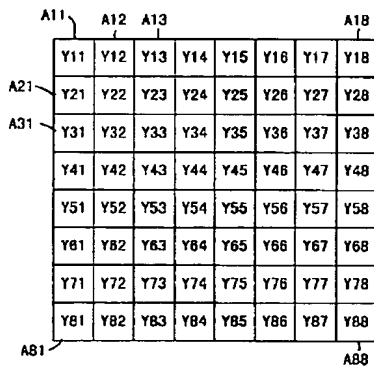 A11 A12 A13 A18
Y11 Y12 Y13 Y14 Y15 Y16 Y17 Y18
A21 Y21 Y22 Y23 Y24 Y25 Y26 Y27 Y28
A31 Y31 Y32 Y33 Y34 Y35 Y36 Y37 Y38
Y41 Y42 Y43 Y44 Y45 Y46 Y47 Y48
Y51 Y52 Y53 Y54 Y55 Y56 Y57 Y58
Y61 Y62 Y63 Y64 Y65 Y66 Y67 Y68
Y71 Y72 Y73 Y74 Y75 Y76 Y77 Y78
Y81 Y82 Y83 Y84 Y85 Y86 Y87 Y88
A81 A88